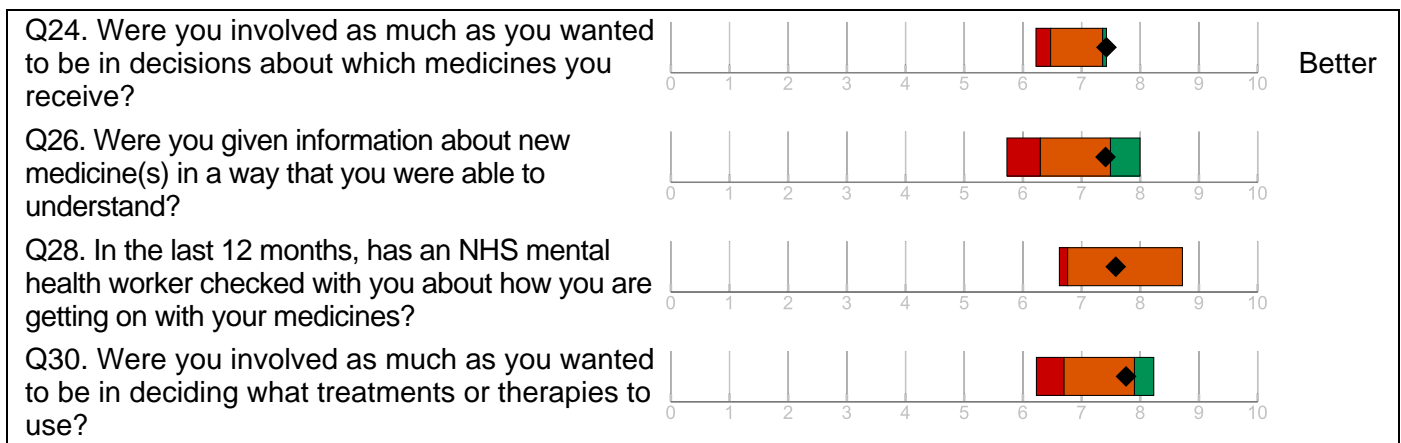 Q24. Were you involved as much as you wanted
to be in decisions about which medicines you
receive?
0 1 2 3 4 5 6 7 8 9 10
Better
Q26. Were you given information about new
medicine(s) in a way that you were able to
understand?
0 1 2 3 4 5 6 7 8 9 10
Q28. In the last 12 months, has an NHS mental
health worker checked with you about how you are
getting on with your medicines?
0 1 2 3 4 5 6 7 8 9 10
Q30. Were you involved as much as you wanted
to be in deciding what treatments or therapies to
use?
0 1 2 3 4 5 6 7 8 9 10